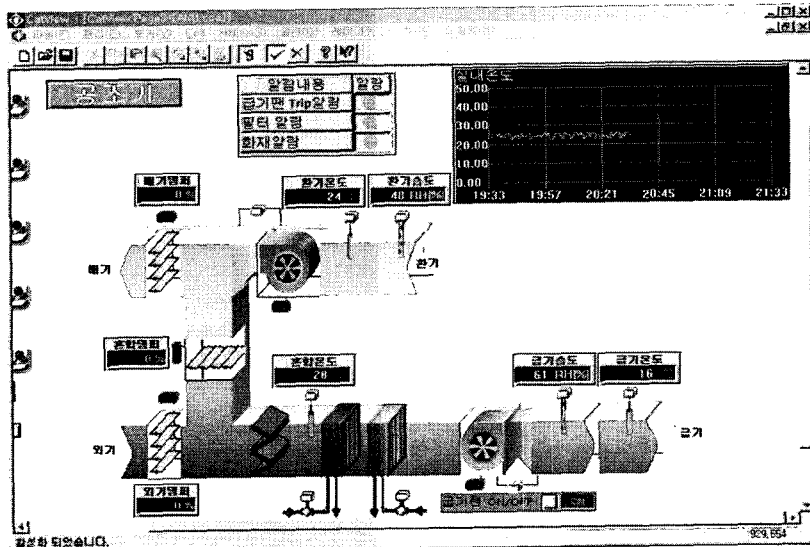 공조기
알람내용 알람
급기팬 Trip알람
필터 알람
화재알람
실내온도
50.00
40.00
30.00
20.00
10.00
0.00
19:33 19:57 20:21 20:45 21:09 21:33
배기댐퍼
0 %
환기온도
24
환기습도
48 RH%
배기
환기
혼합댐퍼
0 %
혼합온도
28
급기습도
61 RH%
급기온도
16
외기
급기
외기댐퍼
0 %
급기팬 ON/OFF
활성화 되었습니다.
929,654